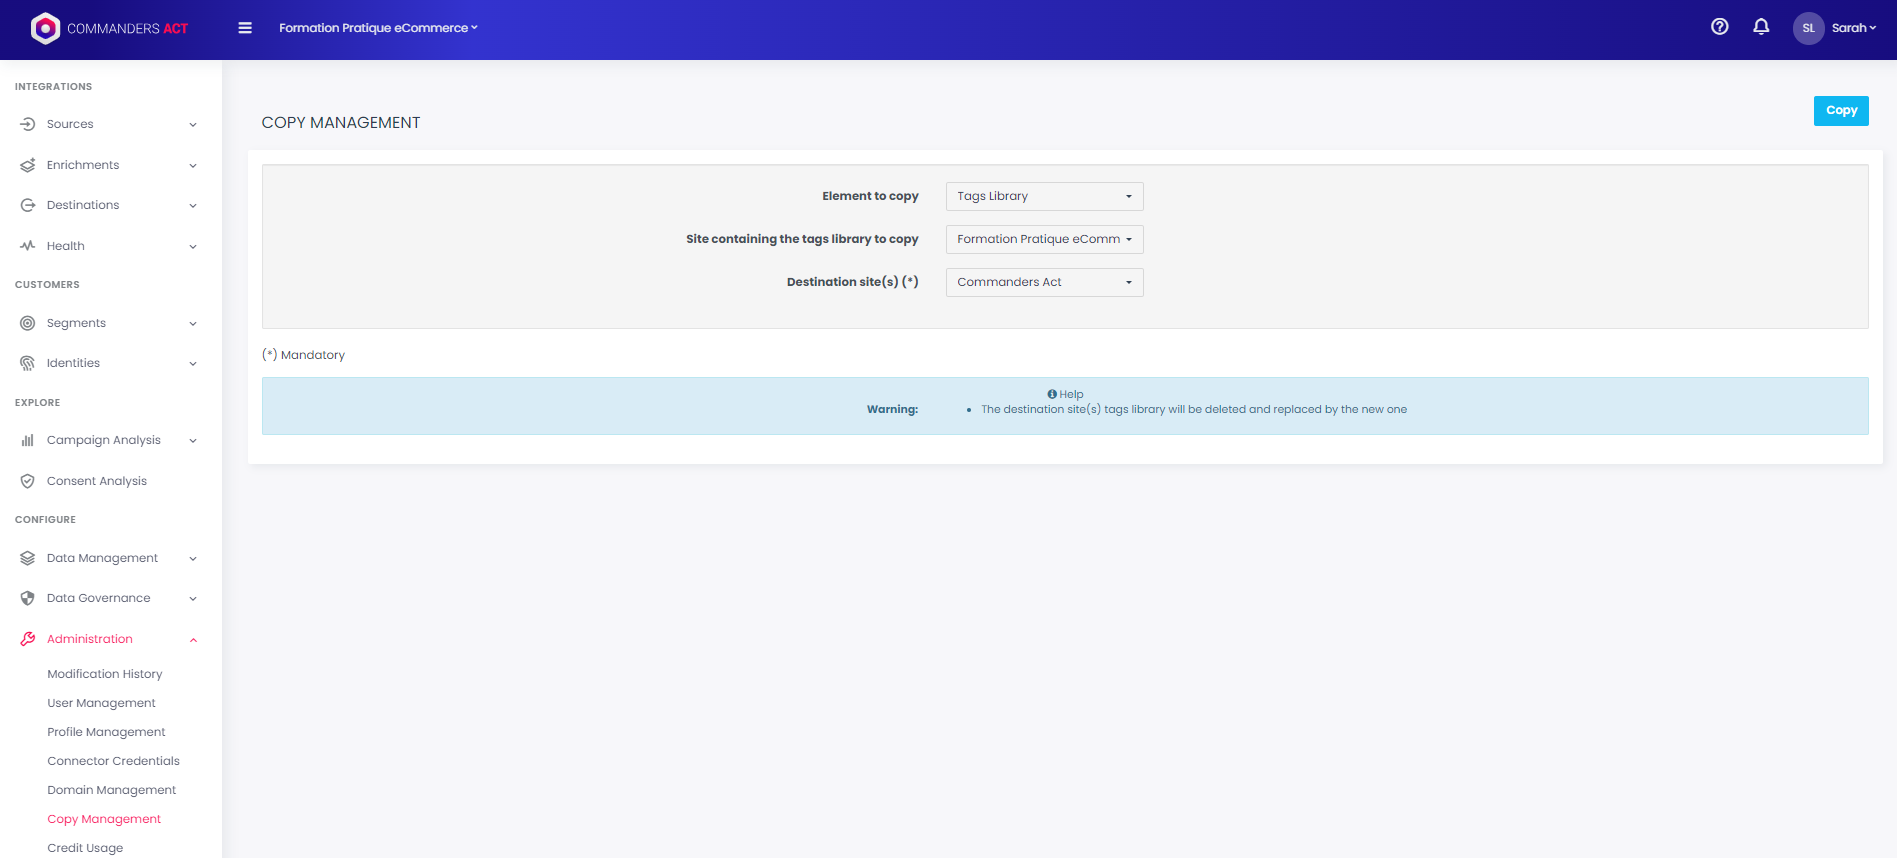 COMMANDERS ACT
Formation Pratique eCommerce
SL
Sarah
INTEGRATIONS
Sources
Enrichments
Destinations
Health
CUSTOMERS
Segments
Identities
EXPLORE
Campaign Analysis
Consent Analysis
CONFIGURE
Data Management
Data Governance
Administration
Modification History
User Management
Profile Management
Connector Credentials
Domain Management
Copy Management
Credit Usage
COPY MANAGEMENT
Copy
Element to copy Tags Library
Site containing the tags library to copy Formation Pratique eComm
Destination site(s) (*) Commanders Act
(*) Mandatory
Help
Warning: • The destination site(s) tags library will be deleted and replaced by the new one